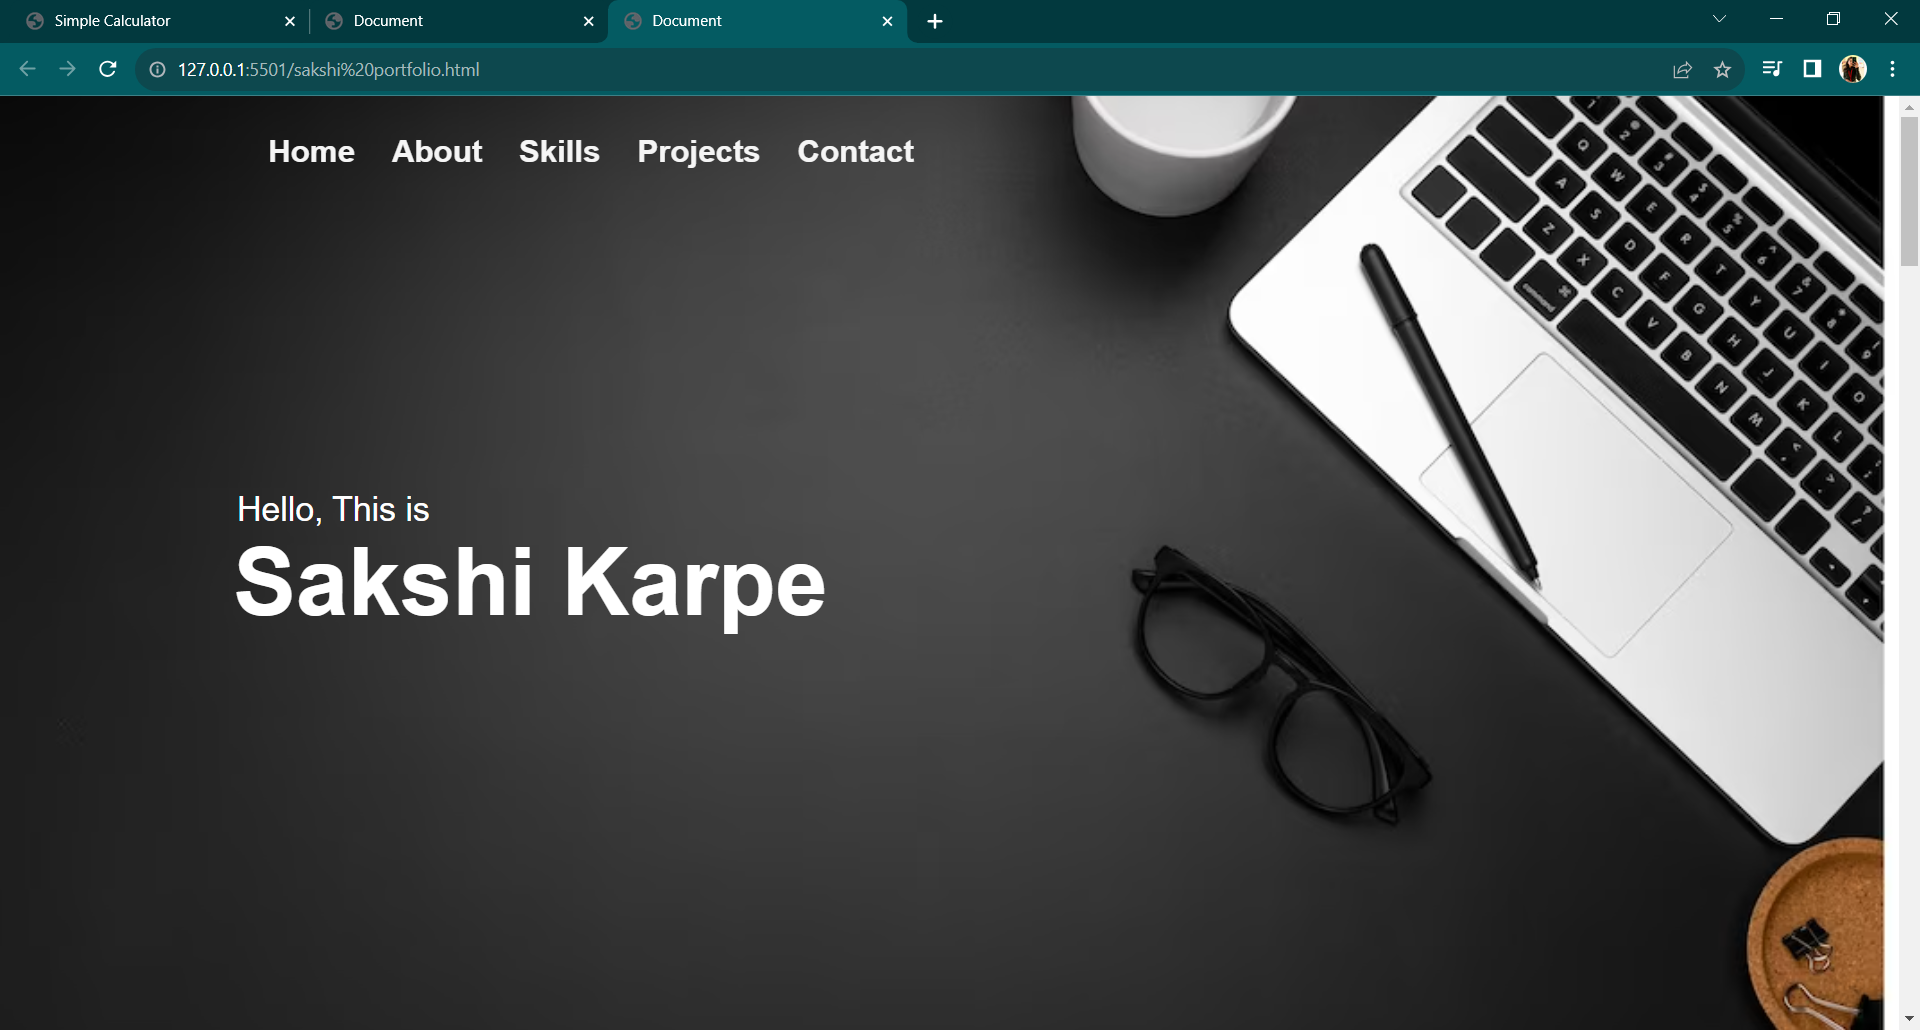 Simple Calculator
Document
Document
127.0.0.1:5501/sakshi%20portfolio.html
Home About Skills Projects Contact
Hello, This is
Sakshi Karpe
command